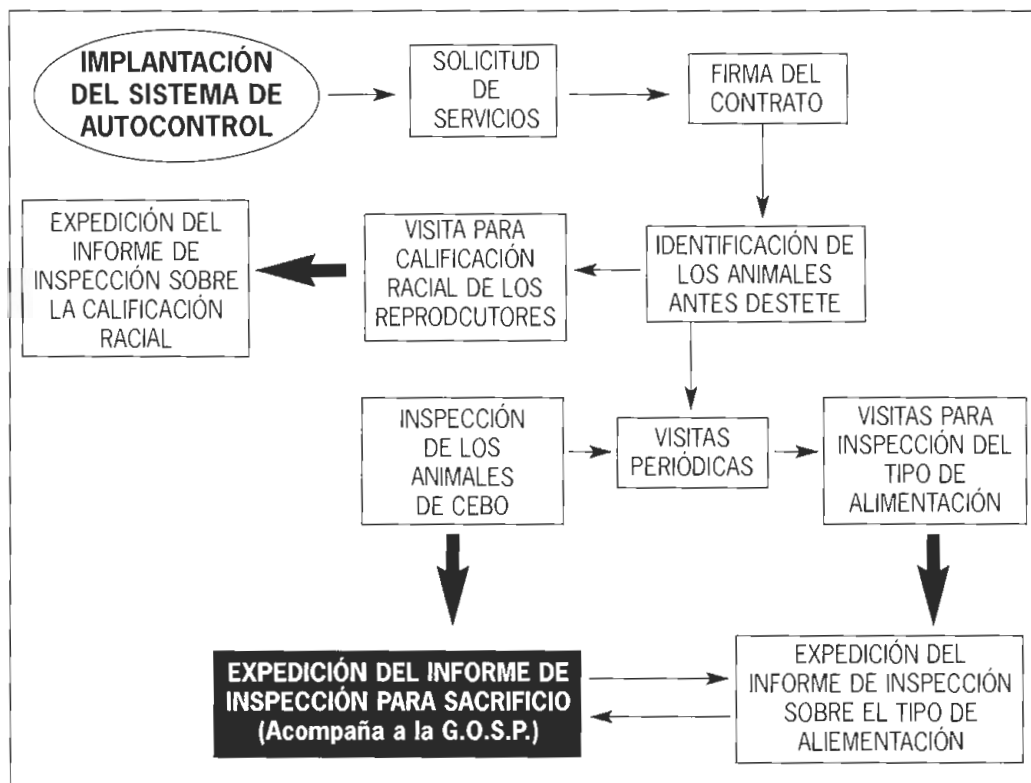 IMPLANTACIÓN
DEL SISTEMA DE
AUTOCONTROL
SOLICITUD
DE
SERVICIOS
FIRMA DEL
CONTRATO
EXPEDICIÓN DEL
INFORME DE
INSPECCIÓN SOBRE
LA CALIFICACIÓN
RACIAL
VISITA PARA
CALIFICACIÓN
RACIAL DE LOS
REPRODCUTORES
IDENTIFICACIÓN DE
LOS ANIMALES
ANTES DESTETE
INSPECCIÓN
DE LOS
ANIMALES
DE CEBO
VISITAS
PERIÓDICAS
VISITAS PARA
INSPECCIÓN DEL
TIPO DE
ALIMENTACIÓN
EXPEDICIÓN DEL INFORME DE
INSPECCIÓN PARA SACRIFICIO
(Acompaña a la G.O.S.P.)
EXPEDICIÓN DEL
INFORME DE INSPECCIÓN
SOBRE EL TIPO DE
ALIEMENTACIÓN